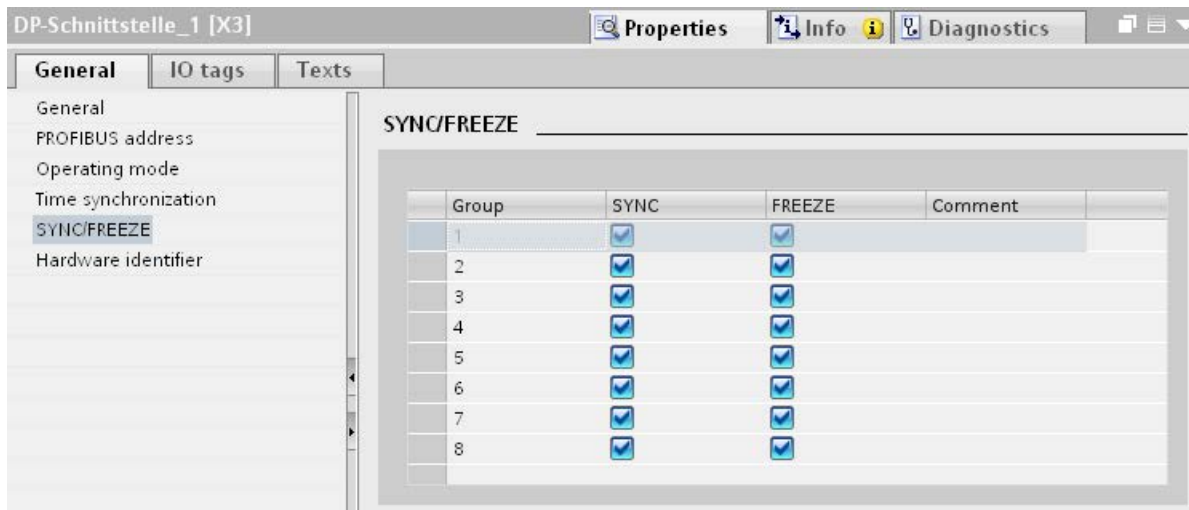 DP-Schnittstelle_1 [X3]
Properties
Info
Diagnostics
General
IO tags
Texts
General
PROFIBUS address
Operating mode
Time synchronization
SYNC/FREEZE
Hardware identifier
SYNC/FREEZE
Group SYNC FREEZE Comment
1
2
3
4
5
6
7
8